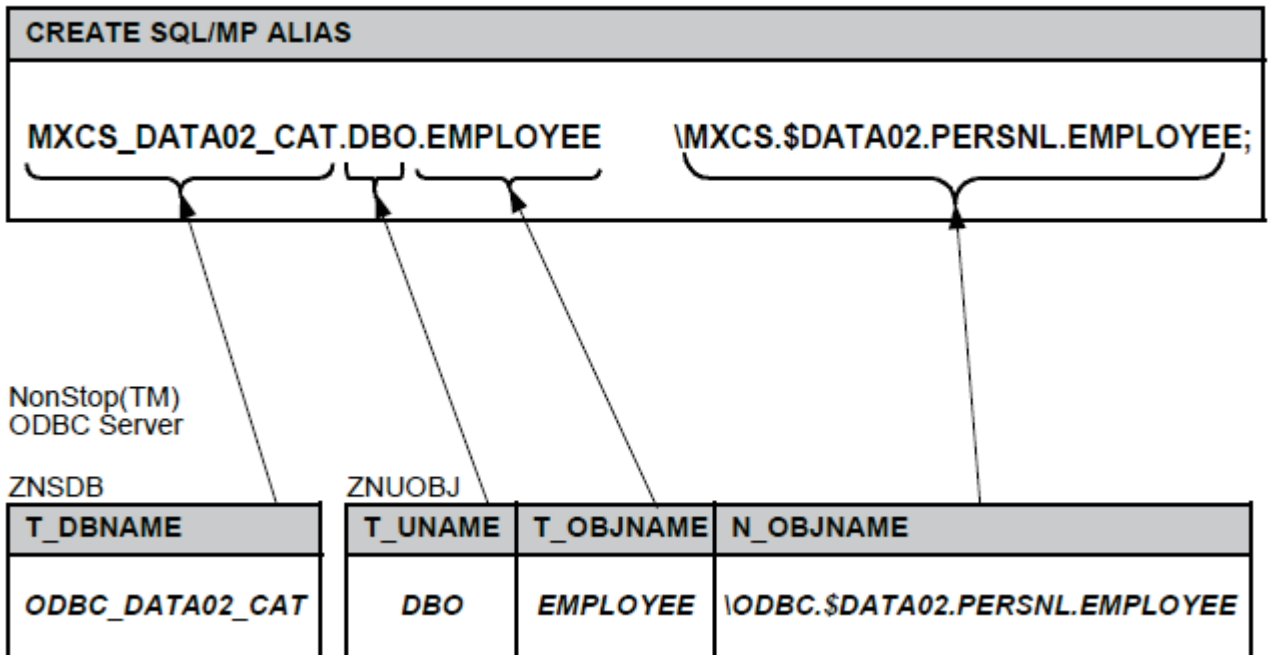 CREATE SQL/MP ALIAS
MXCS_DATA02_CAT.DBO.EMPLOYEE \MXCS.$DATA02.PERSNL.EMPLOYEE;
NonStop(TM)
ODBC Server
ZNSDB ZNUOBJ
T_DBNAME T_UNAME T_OBJNAME N_OBJNAME
ODBC_DATA02_CAT DBO EMPLOYEE \ODBC.$DATA02.PERSNL.EMPLOYEE